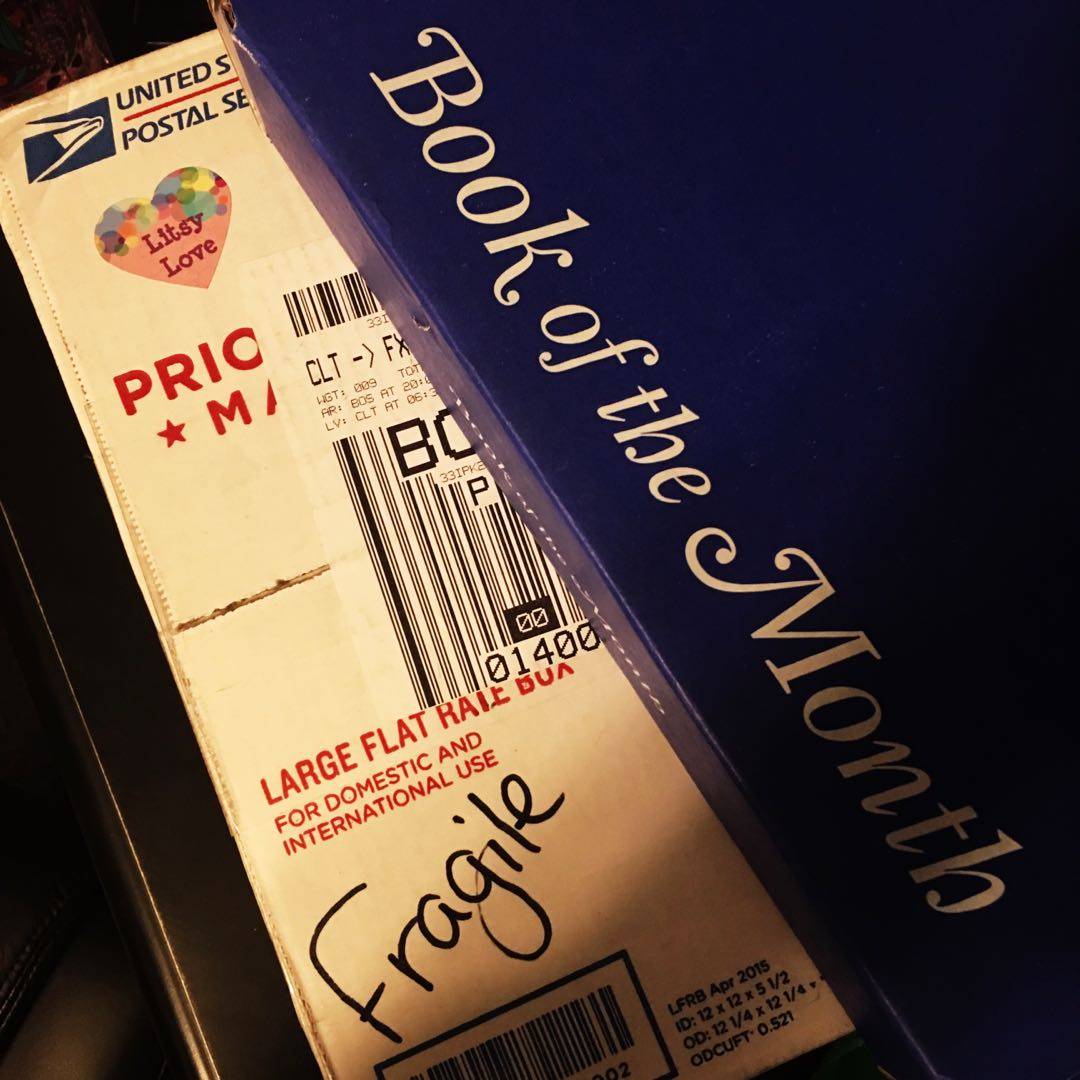 UNITED S
POSTAL SE
Litsy
Love
PRIO
★ MA
CLT -> FX
WGT: 009 TOT
AR: BOS AT 20:
LV: CLT AT 06:3
BO
P
00
01400
LARGE FLAT RATE BOX
FOR DOMESTIC AND
INTERNATIONAL USE
Fragile
LFRB Apr 2015
ID: 12 x 12 x 5 1/2
OD: 12 1/4 x 12 1/4
ODCUFT- 0.521
002
Book of the Month